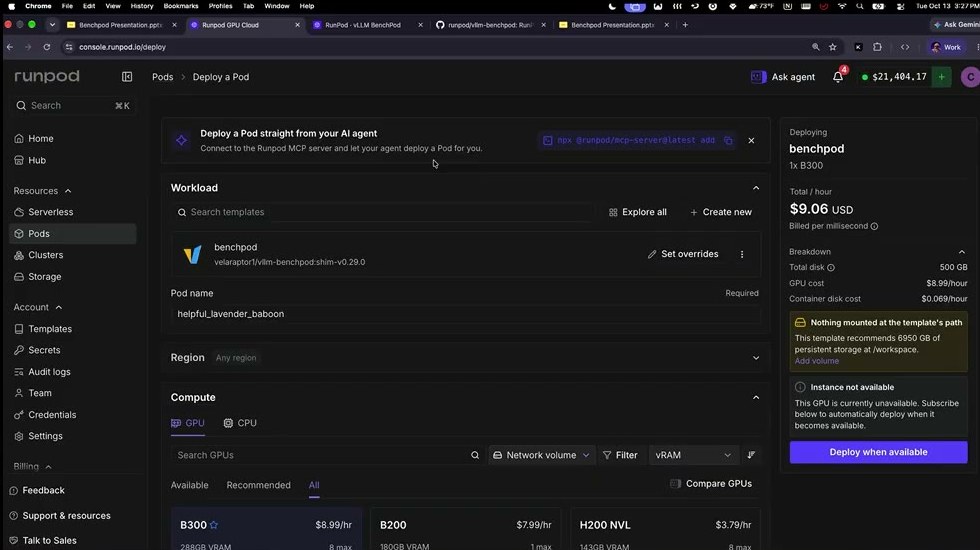 Chrome File Edit View History Bookmarks Profiles Tab Window Help 73°F Tue Oct 13 3:27PM
Benchpod Presentation.pptx Runpod GPU Cloud RunPod - vLLM BenchPod runpod/vllm-benchpod: Run Benchpod Presentation.pptx Ask Gemini
console.runpod.io/deploy Work
runpod Pods > Deploy a Pod Ask agent 4 $21,404.17 + C
Search ⌘K
Home
Hub
Resources
Serverless
Pods
Clusters
Storage
Account
Templates
Secrets
Audit logs
Team
Credentials
Settings
Billing
Feedback
Support & resources
Talk to Sales
Deploy a Pod straight from your AI agent
Connect to the Runpod MCP server and let your agent deploy a Pod for you.
npx @runpod/mcp-server@latest add
Workload
Search templates Explore all + Create new
benchpod
velaraptor1/vllm-benchpod:shim-v0.29.0
Set overrides
Pod name Required
helpful_lavender_baboon
Region Any region
Compute
GPU CPU
Search GPUs Network volume Filter vRAM
Available Recommended All Compare GPUs
B300 $8.99/hr B200 $7.99/hr H200 NVL $3.79/hr
288GB VRAM 8 max 180GB VRAM 1 max 143GB VRAM 8 max
Deploying
benchpod
1x B300
Total / hour
$9.06 USD
Billed per millisecond
Breakdown
Total disk 500 GB
GPU cost $8.99/hour
Container disk cost $0.069/hour
Nothing mounted at the template's path
This template recommends 6950 GB of
persistent storage at /workspace.
Add volume
Instance not available
This GPU is currently unavailable. Subscribe
below to automatically deploy when it
becomes available.
Deploy when available